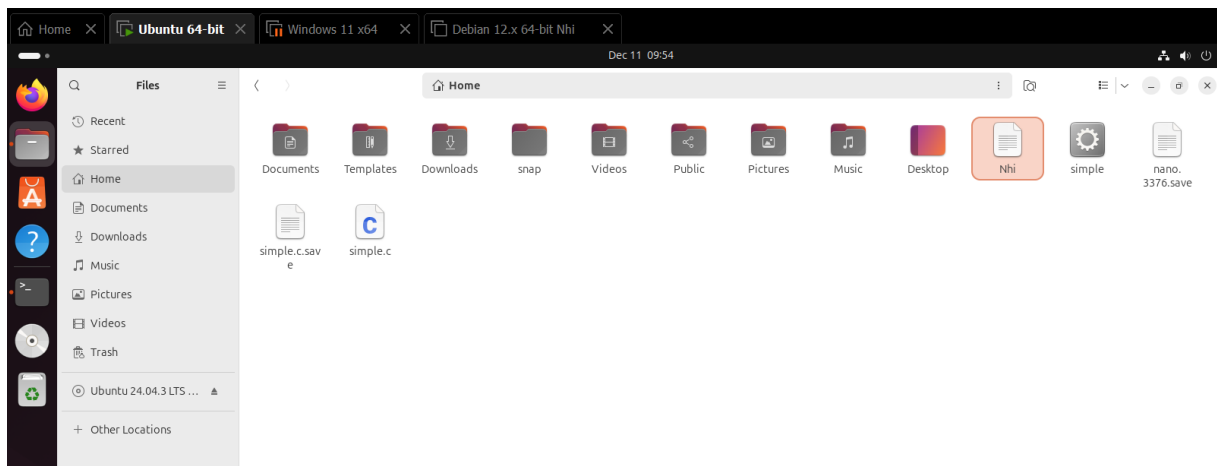 Home
Ubuntu 64-bit
Windows 11 x64
Debian 12.x 64-bit Nhi
Dec 11 09:54
Files
Home
Recent
Starred
Home
Documents
Downloads
Music
Pictures
Videos
Trash
Ubuntu 24.04.3 LTS ...
Other Locations
Documents
Templates
Downloads
snap
Videos
Public
Pictures
Music
Desktop
Nhi
simple
nano.
3376.save
simple.c.sav
e
simple.c